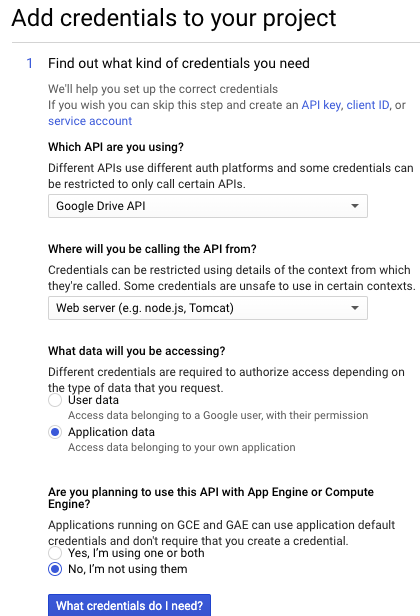 Add credentials to your project
1 Find out what kind of credentials you need
We'll help you set up the correct credentials
If you wish you can skip this step and create an API key, client ID, or
service account
Which API are you using?
Different APIs use different auth platforms and some credentials can
be restricted to only call certain APIs.
Google Drive API
Where will you be calling the API from?
Credentials can be restricted using details of the context from which
they're called. Some credentials are unsafe to use in certain contexts.
Web server (e.g. node.js, Tomcat)
What data will you be accessing?
Different credentials are required to authorize access depending on
the type of data that you request.
User data
Access data belonging to a Google user, with their permission
Application data
Access data belonging to your own application
Are you planning to use this API with App Engine or Compute
Engine?
Applications running on GCE and GAE can use application default
credentials and don't require that you create a credential.
Yes, I'm using one or both
No, I'm not using them
What credentials do I need?